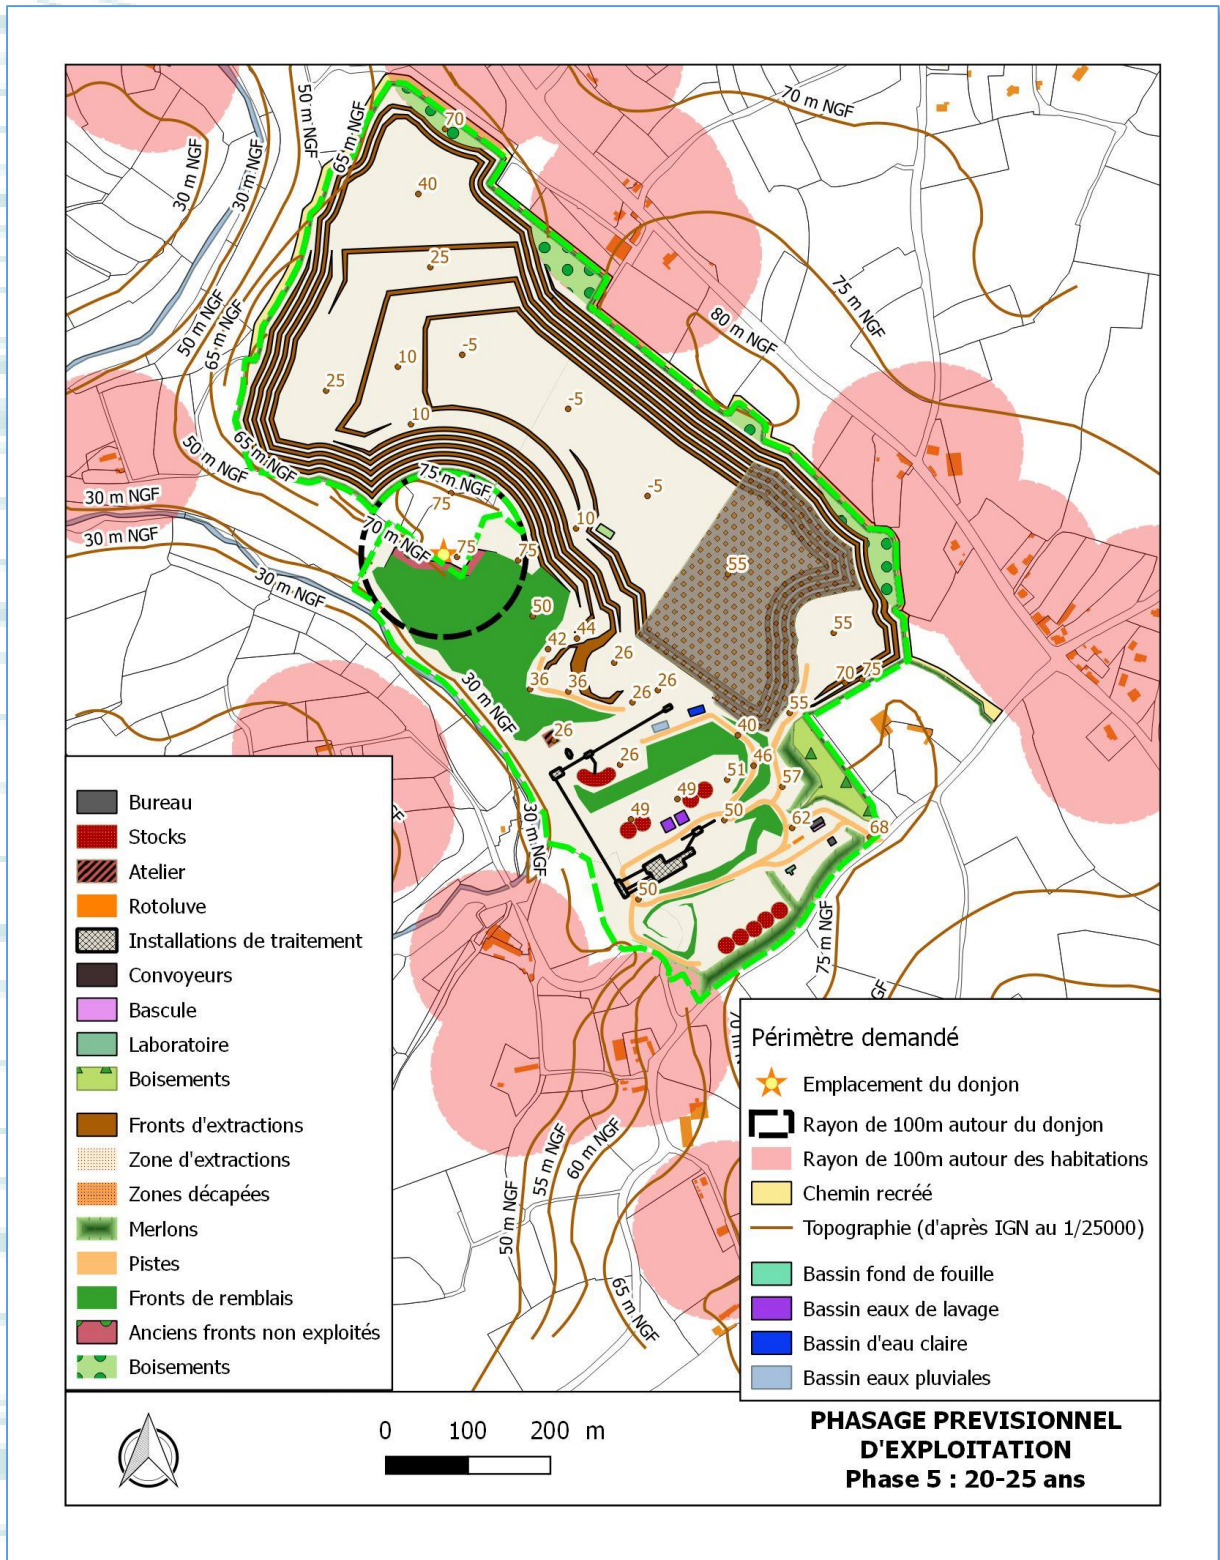 70 m NGF
50 m NGF
65 m NGF
30 m NGF
30 m NGF
70
40
25
75 m NGF
80 m NGF
50 m NGF
65 m NGF
10
-5
25
-5
10
65 m NGF
50 m NGF
75 m NGF
75
-5
30 m NGF
10
70 m NGF
30 m NGF
75
75
55
30 m NGF
50
44
55
42
26
70
75
36
36
26
26
30 m NGF
55
26
40
26
46
51
57
49
49
50
62
68
30 m NGF
50
75 m NGF
Bureau
Stocks
Atelier
Rotoluve
Installations de traitement
Convoyeurs
Bascule
Laboratoire
Boisements
Fronts d'extractions
Zone d'extractions
Zones décapées
Merlons
Pistes
Fronts de remblais
Anciens fronts non exploités
Boisements
50 m NGF
55 m NGF
60 m NGF
65 m NGF
Périmètre demandé
Emplacement du donjon
Rayon de 100m autour du donjon
Rayon de 100m autour des habitations
Chemin recréé
Topographie (d'après IGN au 1/25000)
Bassin fond de fouille
Bassin eaux de lavage
Bassin d'eau claire
Bassin eaux pluviales
0 100 200 m
PHASAGE PREVISIONNEL
D'EXPLOITATION
Phase 5 : 20-25 ans